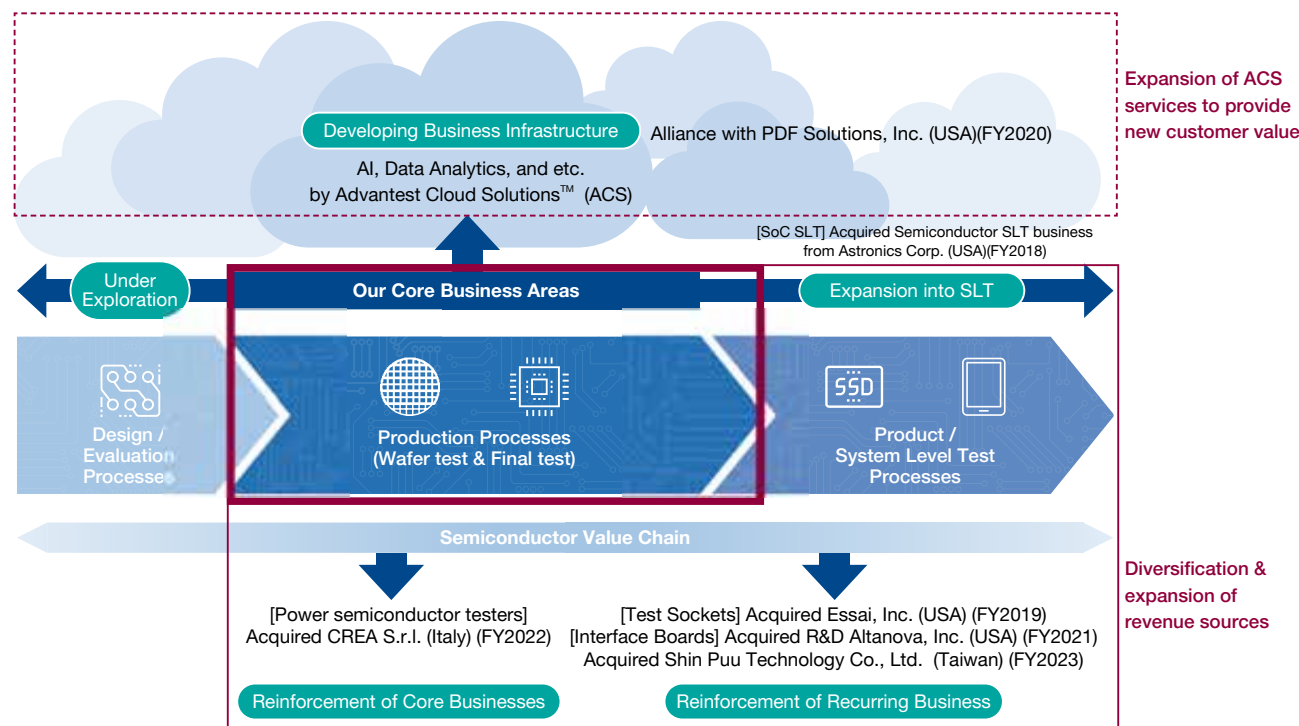 Expansion of ACS
services to provide
new customer value
Developing Business Infrastructure
Alliance with PDF Solutions, Inc. (USA)(FY2020)
AI, Data Analytics, and etc.
by Advantest Cloud Solutions™ (ACS)
[SoC SLT] Acquired Semiconductor SLT business
from Astronics Corp. (USA)(FY2018)
Under
Exploration
Our Core Business Areas
Expansion into SLT
Design /
Evaluation
Processes
Production Processes
(Wafer test & Final test)
SSD
Product /
System Level Test
Processes
Semiconductor Value Chain
[Power semiconductor testers]
Acquired CREA S.r.l. (Italy) (FY2022)
[Test Sockets] Acquired Essai, Inc. (USA) (FY2019)
[Interface Boards] Acquired R&D Altanova, Inc. (USA) (FY2021)
Acquired Shin Puu Technology Co., Ltd. (Taiwan) (FY2023)
Diversification &
expansion of
revenue sources
Reinforcement of Core Businesses
Reinforcement of Recurring Business